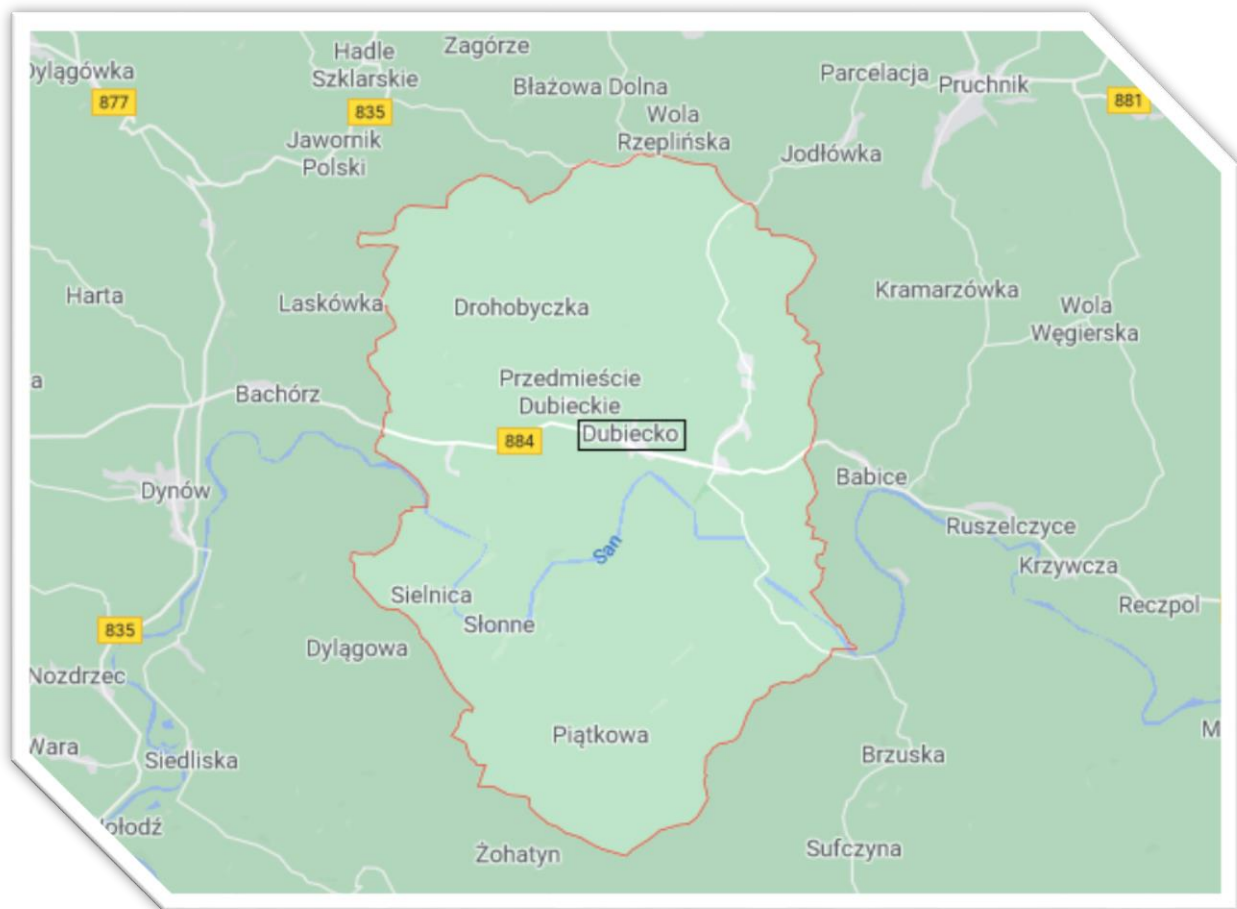 Hadle
Szklarskie
Zagórze
Dylągówka
877
835
Błażowa Dolna
Parcelacja
Pruchnik
881
Wola
Rzeplińska
Jawornik
Polski
Jodłówka
Harta
Laskówka
Drohobyczka
Kramarzówka
Wola
Węgierska
a
Bachórz
Przedmieście
Dubieckie
884
Dubiecko
Dynów
Babice
Ruszelczyce
San
Krzywcza
Sielnica
Reczpol
Słonne
835
Dylągowa
Nozdrzec
Piątkowa
M
Wara
Siedliska
Brzuska
ołodź
Żohatyn
Sufczyna